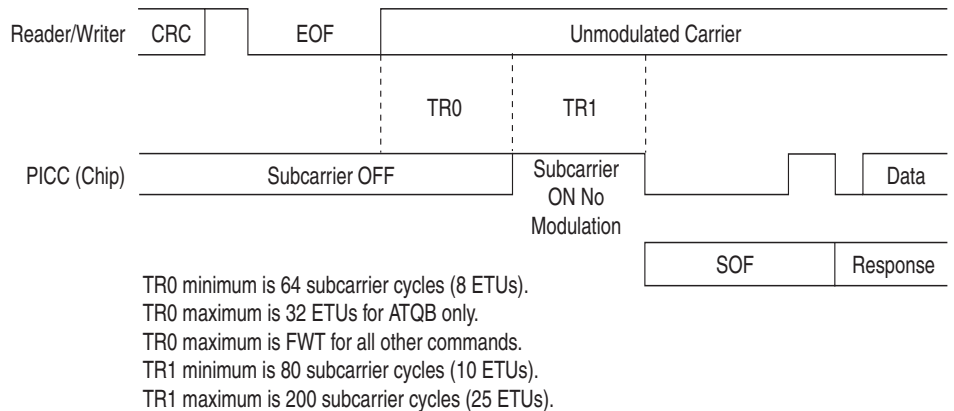 Reader/Writer CRC EOF Unmodulated Carrier
TR0 TR1
PICC (Chip) Subcarrier OFF Subcarrier ON No Modulation Data
SOF Response
TR0 minimum is 64 subcarrier cycles (8 ETUs).
TR0 maximum is 32 ETUs for ATQB only.
TR0 maximum is FWT for all other commands.
TR1 minimum is 80 subcarrier cycles (10 ETUs).
TR1 maximum is 200 subcarrier cycles (25 ETUs).